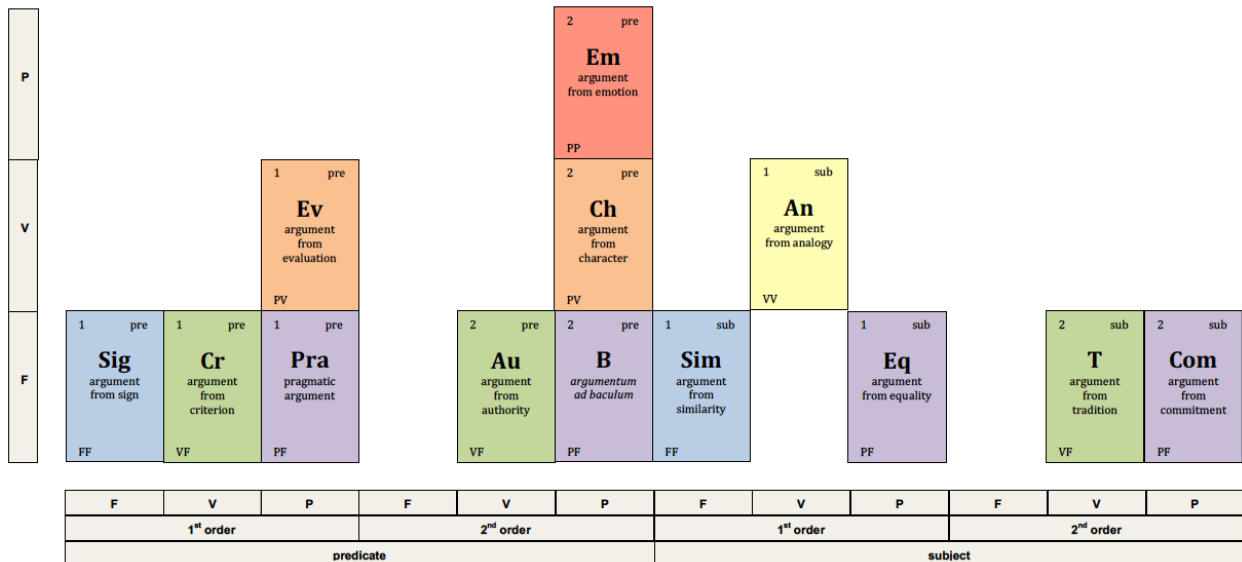 P
2 pre
Em
argument
from emotion
PP
V
1 pre
Ev
argument
from
evaluation
PV
2 pre
Ch
argument
from
character
PV
1 sub
An
argument
from analogy
VV
F
1 pre
Sig
argument
from sign
FF
1 pre
Cr
argument
from
criterion
VF
1 pre
Pra
pragmatic
argument
PF
2 pre
Au
argument
from
authority
VF
2 pre
B
argumentum
ad baculum
PF
1 sub
Sim
argument
from
similarity
FF
1 sub
Eq
argument
from equality
PF
2 sub
T
argument
from
tradition
VF
2 sub
Com
argument
from
commitment
PF
F V P F V P F V P F V P
1st order 2nd order 1st order 2nd order
predicate subject